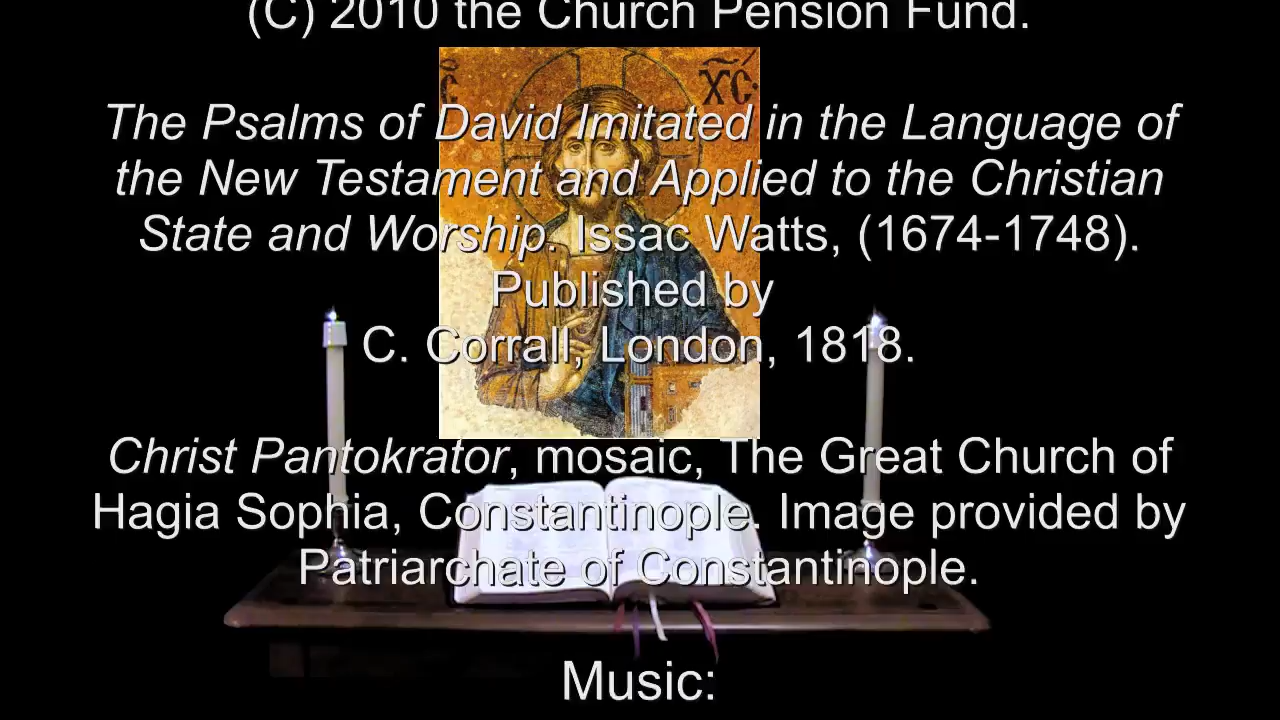 (C) 2010 the Church Pension Fund.
The Psalms of David Imitated in the Language of
the New Testament and Applied to the Christian
State and Worship. Issac Watts, (1674-1748).
Published by
C. Corrall, London, 1818.
Christ Pantokrator, mosaic, The Great Church of
Hagia Sophia, Constantinople. Image provided by
Patriarchate of Constantinople.
Music: